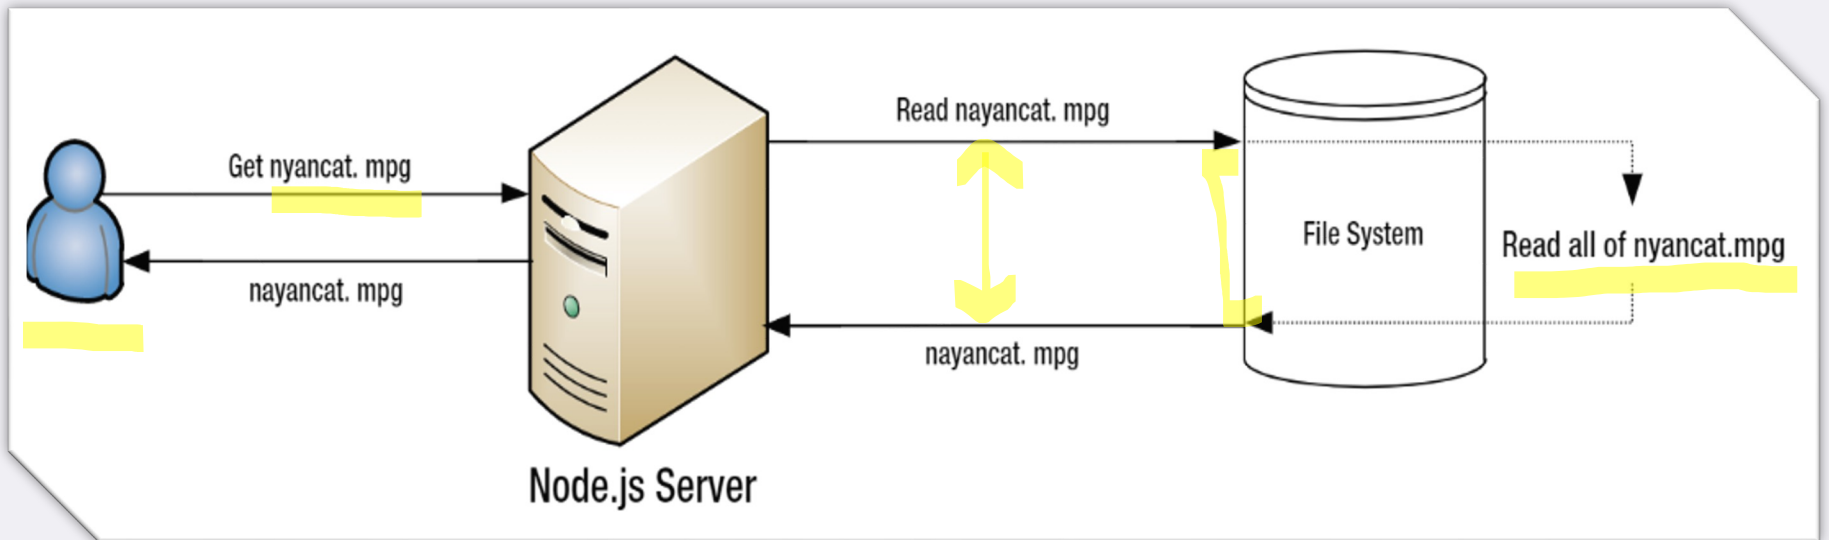 Read nayancat. mpg
Get nyancat. mpg
File System
Read all of nyancat.mpg
nayancat. mpg
nayancat. mpg
Node.js Server